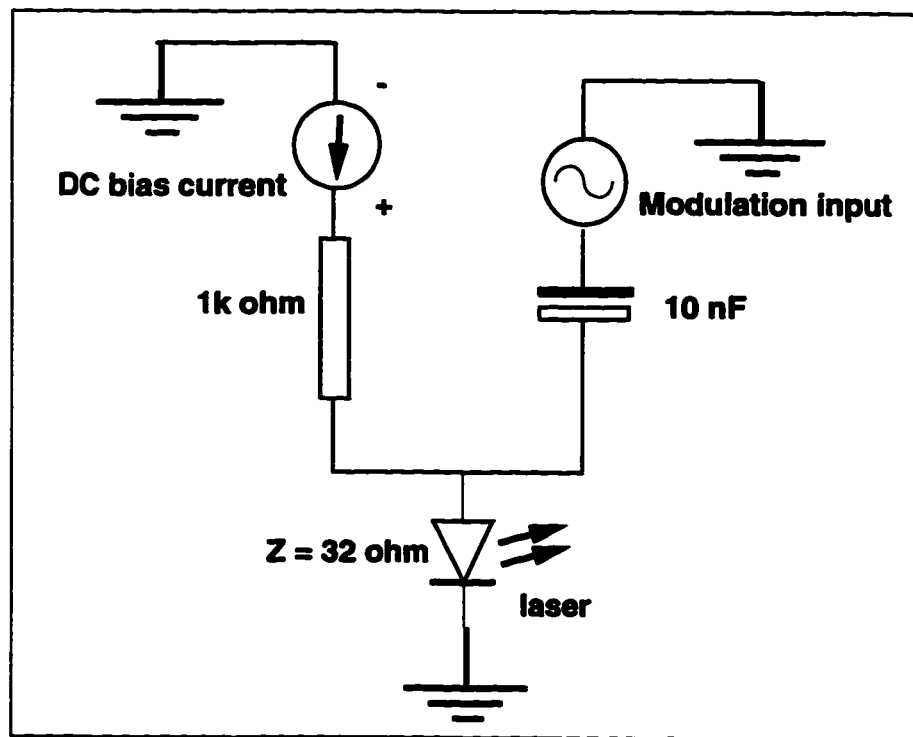 -
DC bias current
+
Modulation input
1k ohm
10 nF
Z = 32 ohm
laser